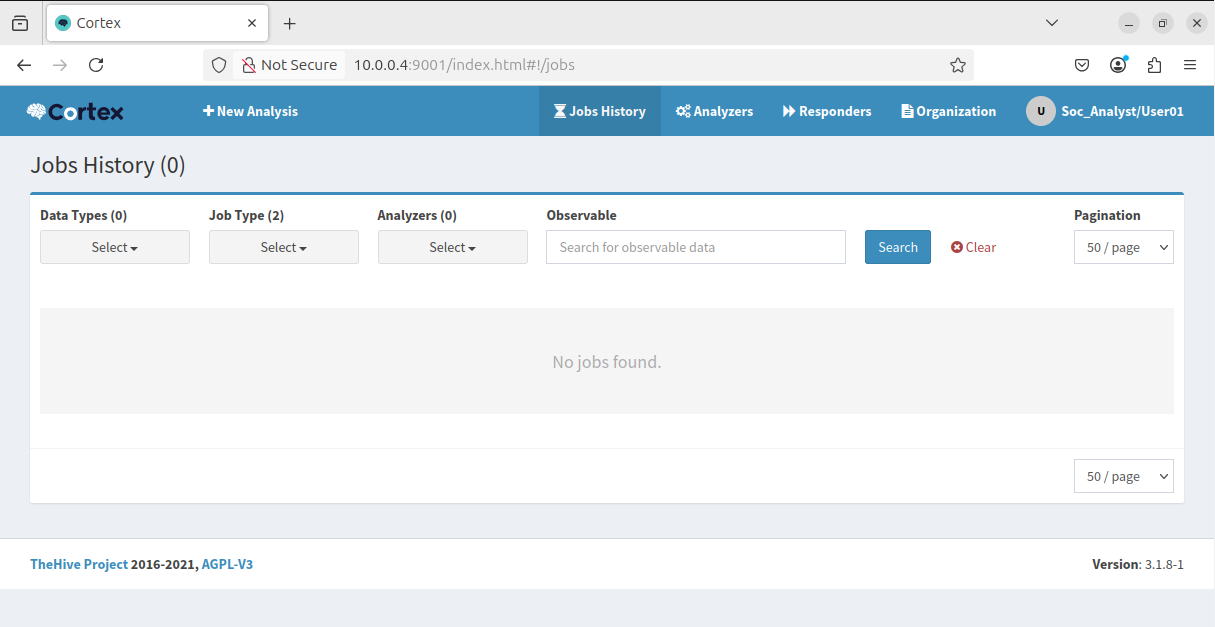 Cortex
Not Secure 10.0.0.4:9001/index.html#!/jobs
Cortex New Analysis Jobs History Analyzers Responders Organization U Soc_Analyst/User01
Jobs History (0)
Data Types (0) Job Type (2) Analyzers (0) Observable Pagination
Select Select Select Search for observable data Search Clear 50 / page
No jobs found.
50 / page
TheHive Project 2016-2021, AGPL-V3 Version: 3.1.8-1